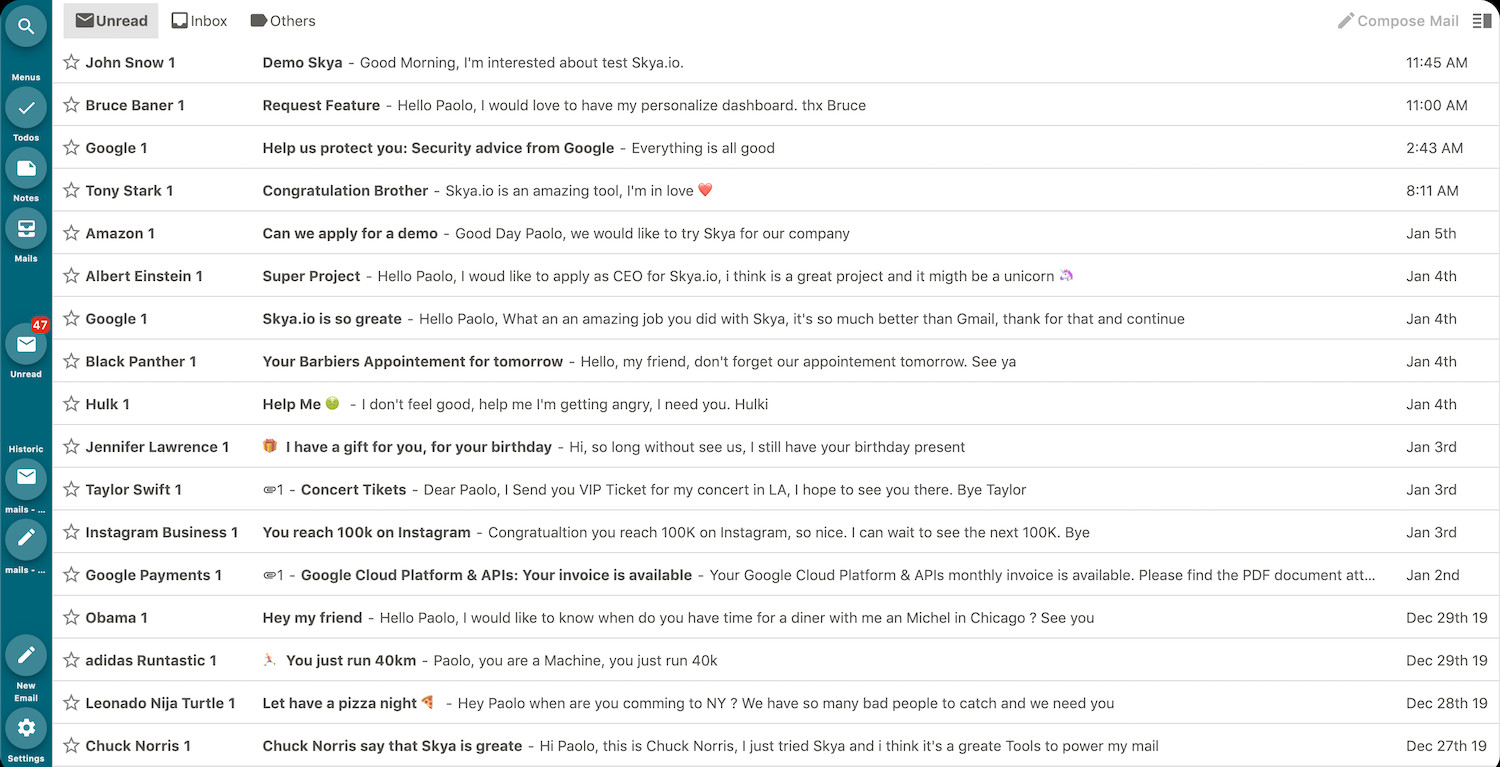 Unread Inbox Others Compose Mail
Menus
Todos
Notes
Mails
47
Unread
Historic
mails - ...
mails - ...
New
Email
Settings
John Snow 1 Demo Skya - Good Morning, I'm interested about test Skya.io. 11:45 AM
Bruce Baner 1 Request Feature - Hello Paolo, I would love to have my personalize dashboard. thx Bruce 11:00 AM
Google 1 Help us protect you: Security advice from Google - Everything is all good 2:43 AM
Tony Stark 1 Congratulation Brother - Skya.io is an amazing tool, I'm in love ❤️ 8:11 AM
Amazon 1 Can we apply for a demo - Good Day Paolo, we would like to try Skya for our company Jan 5th
Albert Einstein 1 Super Project - Hello Paolo, I woud like to apply as CEO for Skya.io, i think is a great project and it migth be a unicorn 🦄 Jan 4th
Google 1 Skya.io is so greate - Hello Paolo, What an an amazing job you did with Skya, it's so much better than Gmail, thank for that and continue Jan 4th
Black Panther 1 Your Barbiers Appointement for tomorrow - Hello, my friend, don't forget our appointement tomorrow. See ya Jan 4th
Hulk 1 Help Me 🤢 - I don't feel good, help me I'm getting angry, I need you. Hulki Jan 4th
Jennifer Lawrence 1 🎁 I have a gift for you, for your birthday - Hi, so long without see us, I still have your birthday present Jan 3rd
Taylor Swift 1 1 - Concert Tikets - Dear Paolo, I Send you VIP Ticket for my concert in LA, I hope to see you there. Bye Taylor Jan 3rd
Instagram Business 1 You reach 100k on Instagram - Congratualtion you reach 100K on Instagram, so nice. I can wait to see the next 100K. Bye Jan 3rd
Google Payments 1 1 - Google Cloud Platform & APIs: Your invoice is available - Your Google Cloud Platform & APIs monthly invoice is available. Please find the PDF document att... Jan 2nd
Obama 1 Hey my friend - Hello Paolo, I would like to know when do you have time for a diner with me an Michel in Chicago ? See you Dec 29th 19
adidas Runtastic 1 🏃 You just run 40km - Paolo, you are a Machine, you just run 40k Dec 29th 19
Leonado Nija Turtle 1 Let have a pizza night 🍕 - Hey Paolo when are you comming to NY ? We have so many bad people to catch and we need you Dec 28th 19
Chuck Norris 1 Chuck Norris say that Skya is greate - Hi Paolo, this is Chuck Norris, I just tried Skya and i think it's a greate Tools to power my mail Dec 27th 19